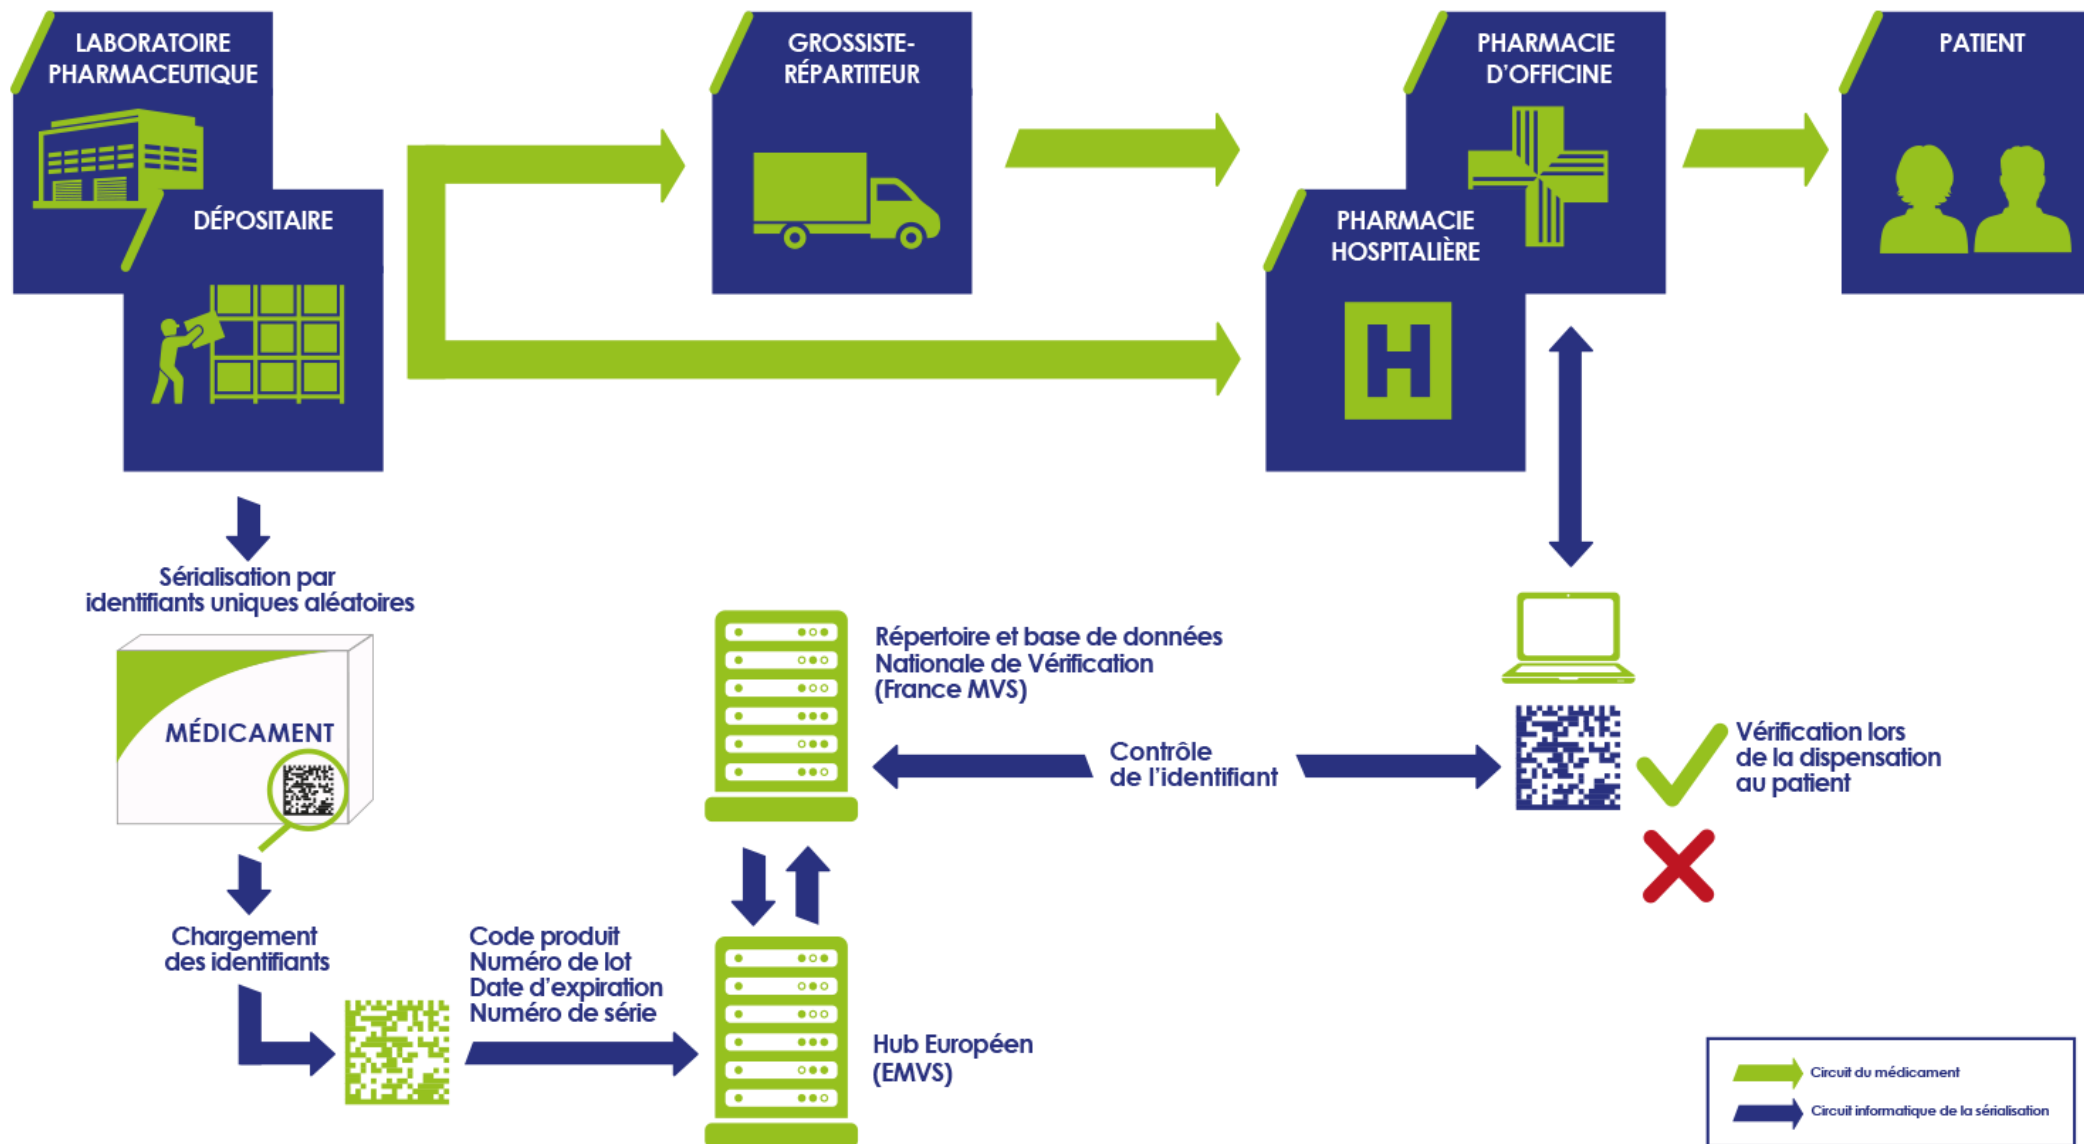 LABORATOIRE
PHARMACEUTIQUE
DÉPOSITAIRE
GROSSISTE-
RÉPARTITEUR
PHARMACIE
D'OFFICINE
PHARMACIE
HOSPITALIÈRE
H
PATIENT
Sérialisation par
identifiants uniques aléatoires
MÉDICAMENT
Chargement
des identifiants
Code produit
Numéro de lot
Date d'expiration
Numéro de série
Répertoire et base de données
Nationale de Vérification
(France MVS)
Hub Européen
(EMVS)
Contrôle
de l'identifiant
Vérification lors
de la dispensation
au patient
Circuit du médicament
Circuit informatique de la sérialisation